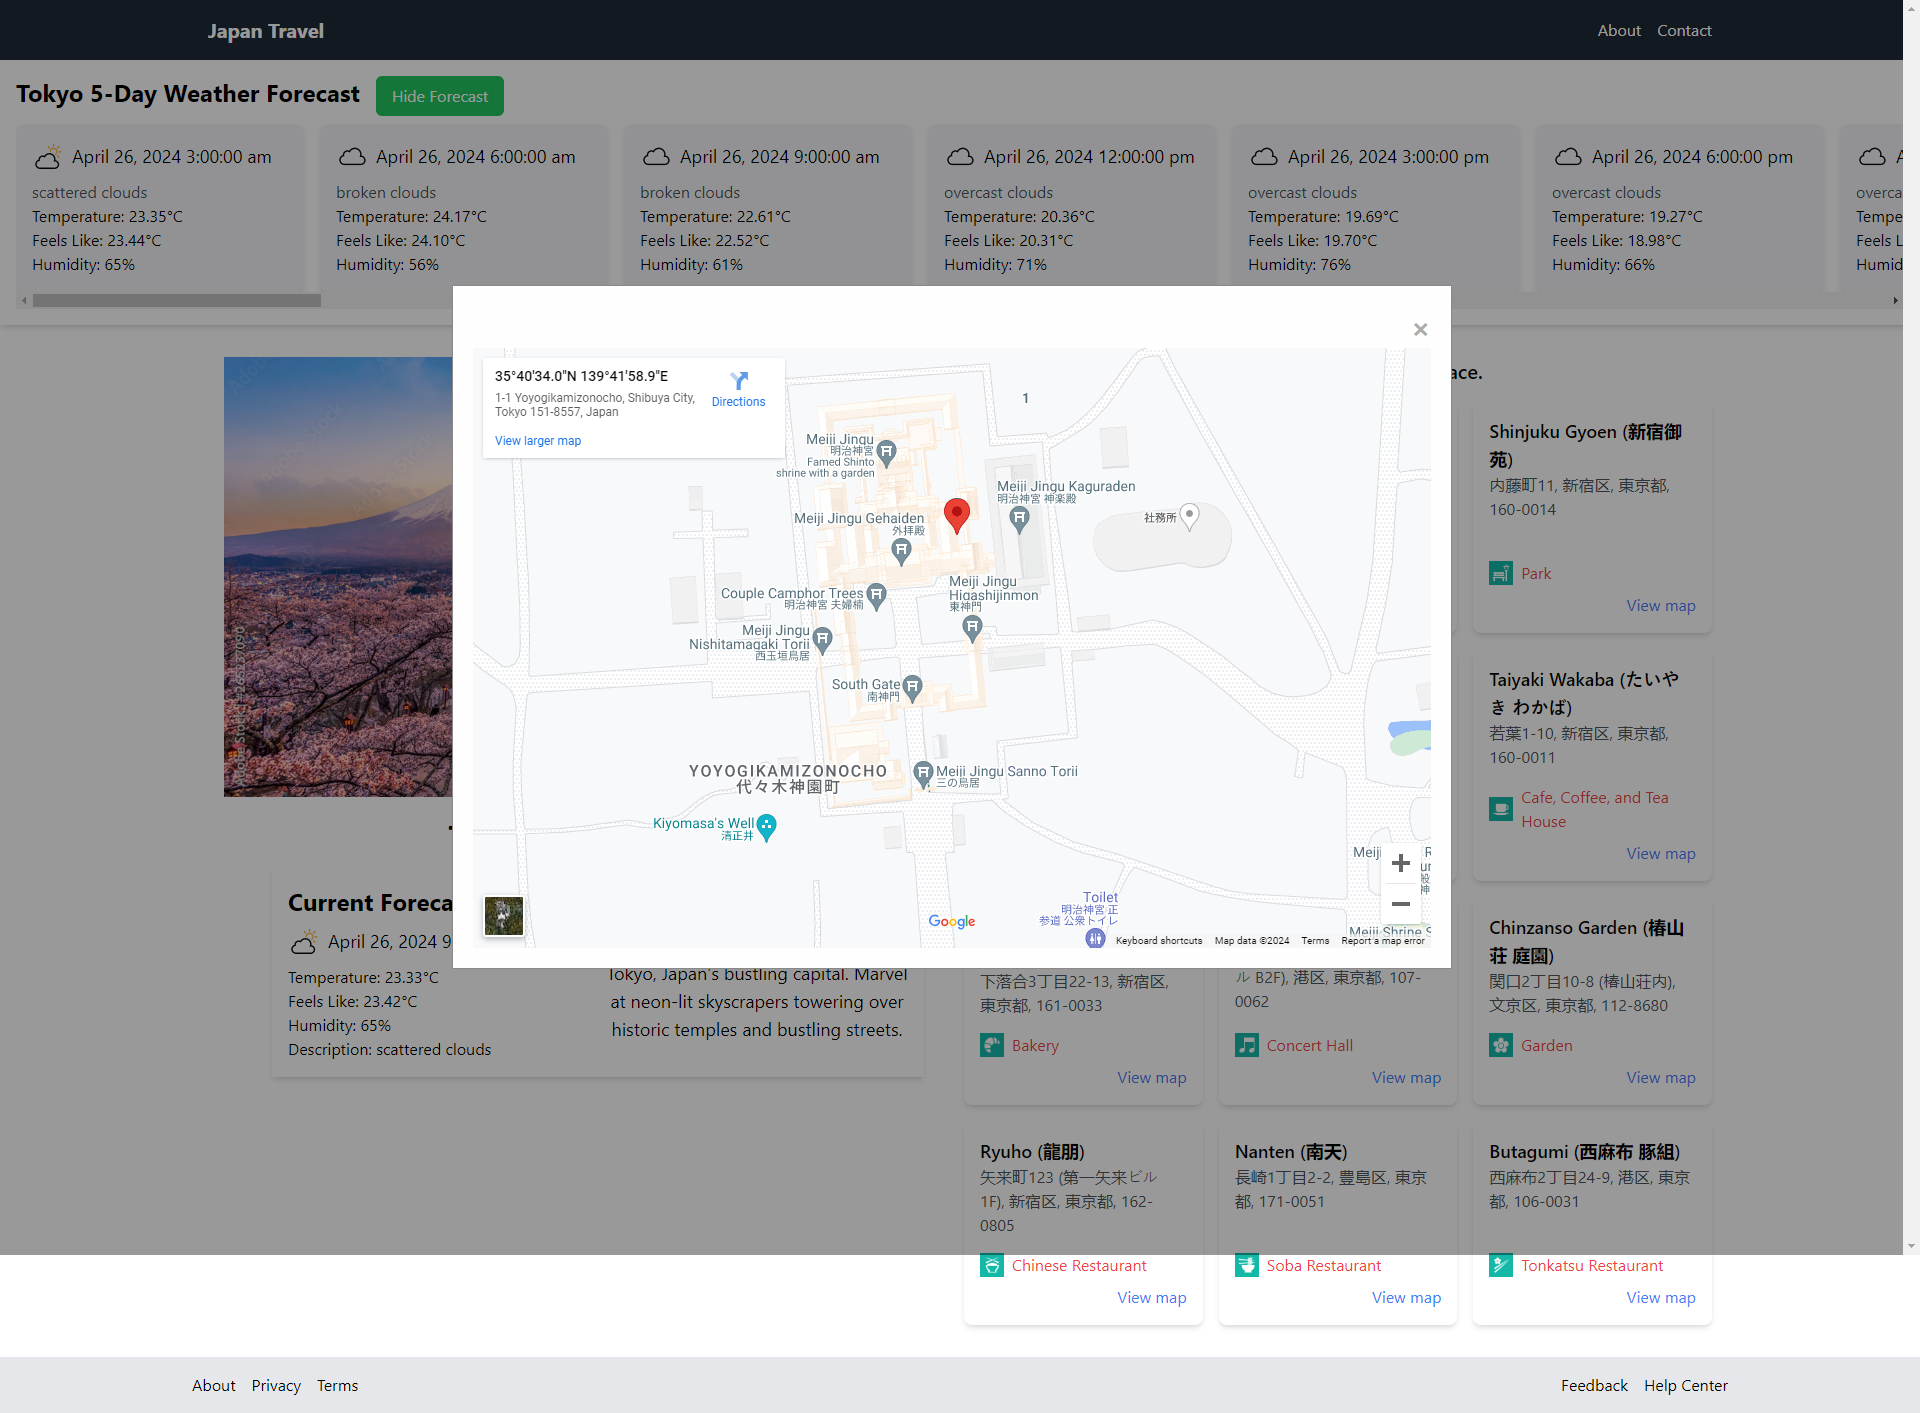 Japan Travel
About
Contact
Tokyo 5-Day Weather Forecast
Hide Forecast
April 26, 2024 3:00:00 am
scattered clouds
Temperature: 23.35°C
Feels Like: 23.44°C
Humidity: 65%
April 26, 2024 6:00:00 am
broken clouds
Temperature: 24.17°C
Feels Like: 24.10°C
Humidity: 56%
April 26, 2024 9:00:00 am
broken clouds
Temperature: 22.61°C
Feels Like: 22.52°C
Humidity: 61%
April 26, 2024 12:00:00 pm
overcast clouds
Temperature: 20.36°C
Feels Like: 20.31°C
Humidity: 71%
April 26, 2024 3:00:00 pm
overcast clouds
Temperature: 19.69°C
Feels Like: 19.70°C
Humidity: 76%
April 26, 2024 6:00:00 pm
overcast clouds
Temperature: 19.27°C
Feels Like: 18.98°C
Humidity: 66%
35°40'34.0"N 139°41'58.9"E
1-1 Yoyogikamizonocho, Shibuya City,
Tokyo 151-8557, Japan
Directions
View larger map
1
Meiji Jingu
明治神宮
Famed Shinto
shrine with a garden
Meiji Jingu Kaguraden
明治神宮 神楽殿
Meiji Jingu Gehaiden
外拝殿
社務所
Meiji Jingu
Higashijinmon
東神門
Couple Camphor Trees
明治神宮 夫婦楠
Meiji Jingu
Nishitamagaki Torii
西玉垣鳥居
South Gate
南神門
YOYOGIKAMIZONOCHO
代々木神園町
Meiji Jingu Sanno Torii
三の鳥居
Kiyomasa's Well
清正井
Toilet
明治神宮 正
参道 公衆トイレ
Google
Meiji Shrine
Keyboard shortcuts
Map data ©2024
Terms
Report a map error
Current
April 26, 2024
Temperature: 23.33°C
Feels Like: 23.42°C
Humidity: 65%
Description: scattered clouds
Tokyo, Japan's bustling capital. Marvel
at neon-lit skyscrapers towering over
historic temples and bustling streets.
Shinjuku Gyoen (新宿御
苑)
内藤町11, 新宿区, 東京都,
160-0014
Park
View map
Taiyaki Wakaba (たいや
き わかば)
若葉1-10, 新宿区, 東京都,
160-0011
Cafe, Coffee, and Tea
House
View map
下落合3丁目22-13, 新宿区,
東京都, 161-0033
Bakery
View map
ル B2F), 港区, 東京都, 107-
0062
Concert Hall
View map
Chinzanso Garden (椿山
荘 庭園)
関口2丁目10-8 (椿山荘内),
文京区, 東京都, 112-8680
Garden
View map
Ryuho (龍朋)
矢来町123 (第一矢来ビル
1F), 新宿区, 東京都, 162-
0805
Chinese Restaurant
View map
Nanten (南天)
長崎1丁目2-2, 豊島区, 東京
都, 171-0051
Soba Restaurant
View map
Butagumi (西麻布 豚組)
西麻布2丁目24-9, 港区, 東京
都, 106-0031
Tonkatsu Restaurant
View map
About
Privacy
Terms
Feedback
Help Center